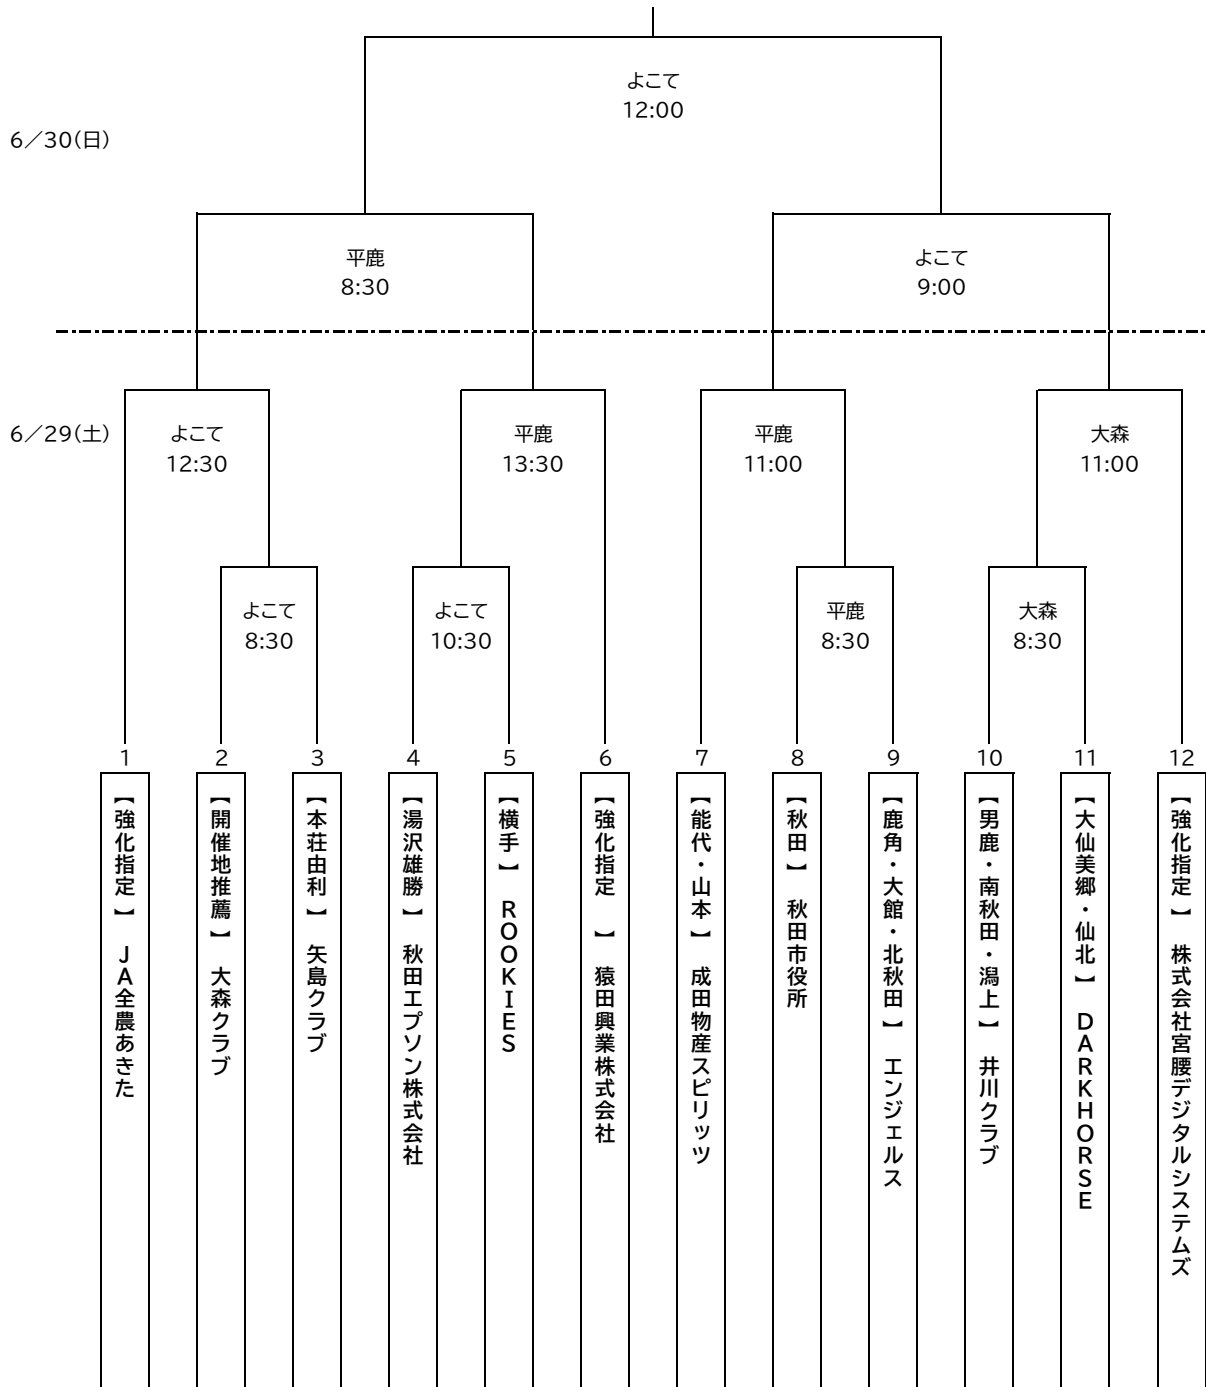 よこて
12:00
6／30(日)
平鹿
8:30
よこて
9:00
6／29(土)
よこて
12:30
平鹿
13:30
平鹿
11:00
大森
11:00
よこて
8:30
よこて
10:30
平鹿
8:30
大森
8:30
1
2
3
4
5
6
7
8
9
10
11
12
【強化指定】　ＪＡ全農あきた
【開催地推薦】　大森クラブ
【本荘由利】　矢島クラブ
【湯沢雄勝】　秋田エプソン株式会社
【横手】　ＲＯＯＫＩＥＳ
【強化指定　】　猿田興業株式会社
【能代・山本】　成田物産スピリッツ
【秋田】　秋田市役所
【鹿角・大館・北秋田】　エンジェルス
【男鹿・南秋田・潟上】　井川クラブ
【大仙美郷・仙北】　ＤＡＲＫＨＯＲＳＥ
【強化指定】　株式会社宮腰デジタルシステムズ